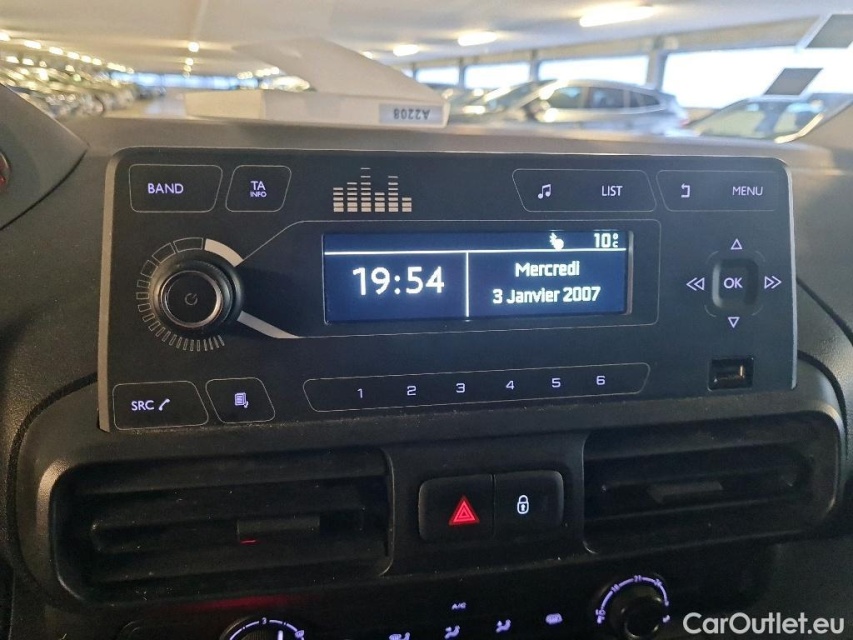 A2208
BAND
TA
INFO
LIST
MENU
10
19:54
Mercredi
3 Janvier 2007
OK
SRC
1 2 3 4 5 6
CarOutlet.eu